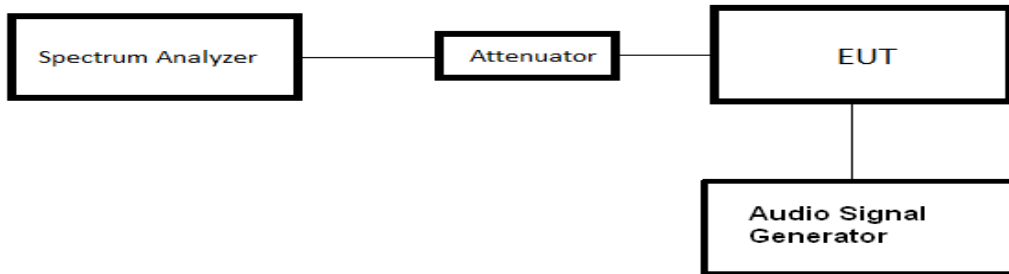 Spectrum Analyzer
Attenuator
EUT
Audio Signal
Generator